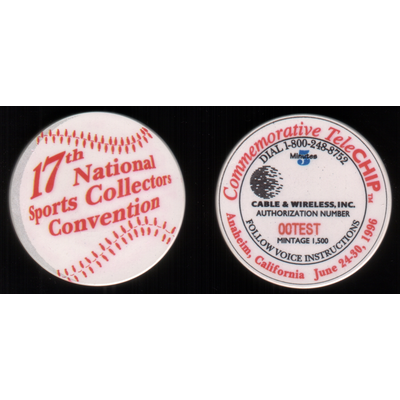 17th
National
Sports Collectors
Convention
Commemorative TeleCHIP™
DIAL 1-800-248-8752
5
Minutes
CABLE & WIRELESS, INC.
AUTHORIZATION NUMBER
00TEST
MINTAGE 1,500
FOLLOW VOICE INSTRUCTIONS
Anaheim, California June 24-30, 1996